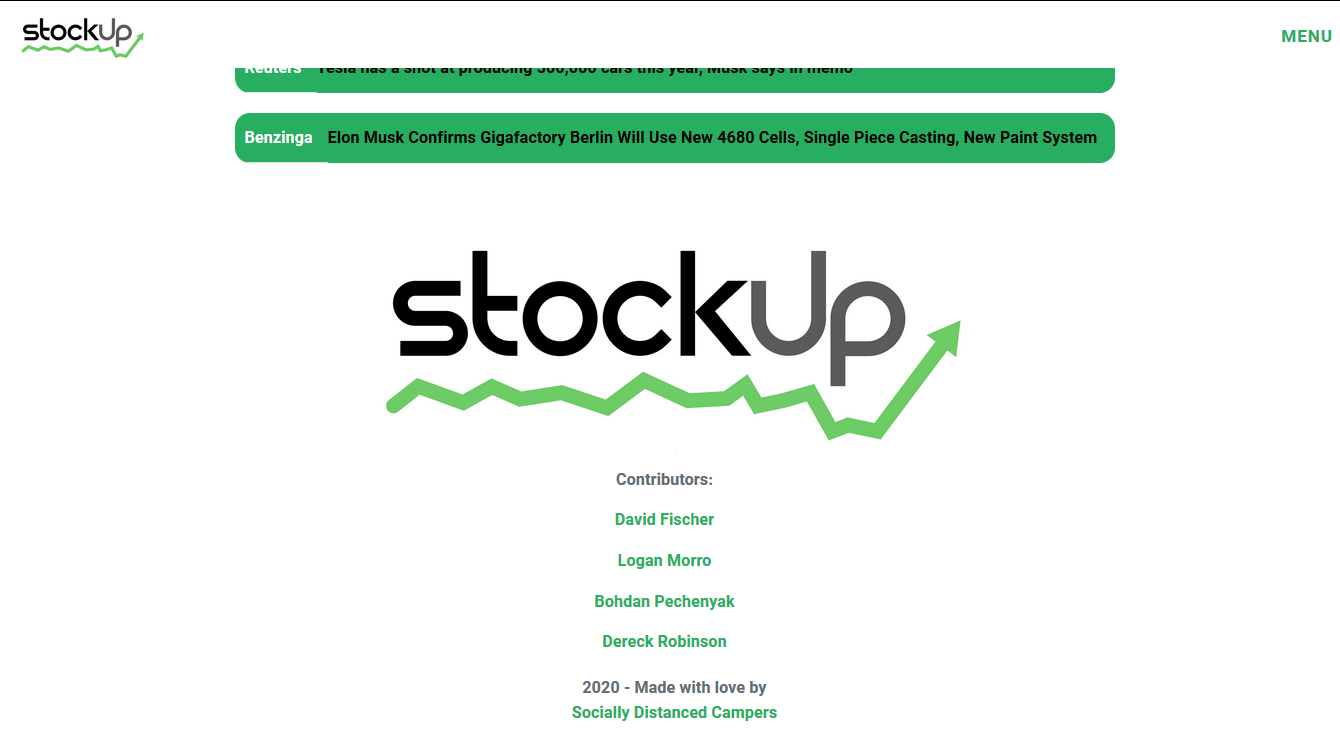 stockUp
MENU
Reuters Tesla has a shot at producing 500,000 cars this year, Musk says in memo
Benzinga Elon Musk Confirms Gigafactory Berlin Will Use New 4680 Cells, Single Piece Casting, New Paint System
stockUp
Contributors:
David Fischer
Logan Morro
Bohdan Pechenyak
Dereck Robinson
2020 - Made with love by
Socially Distanced Campers